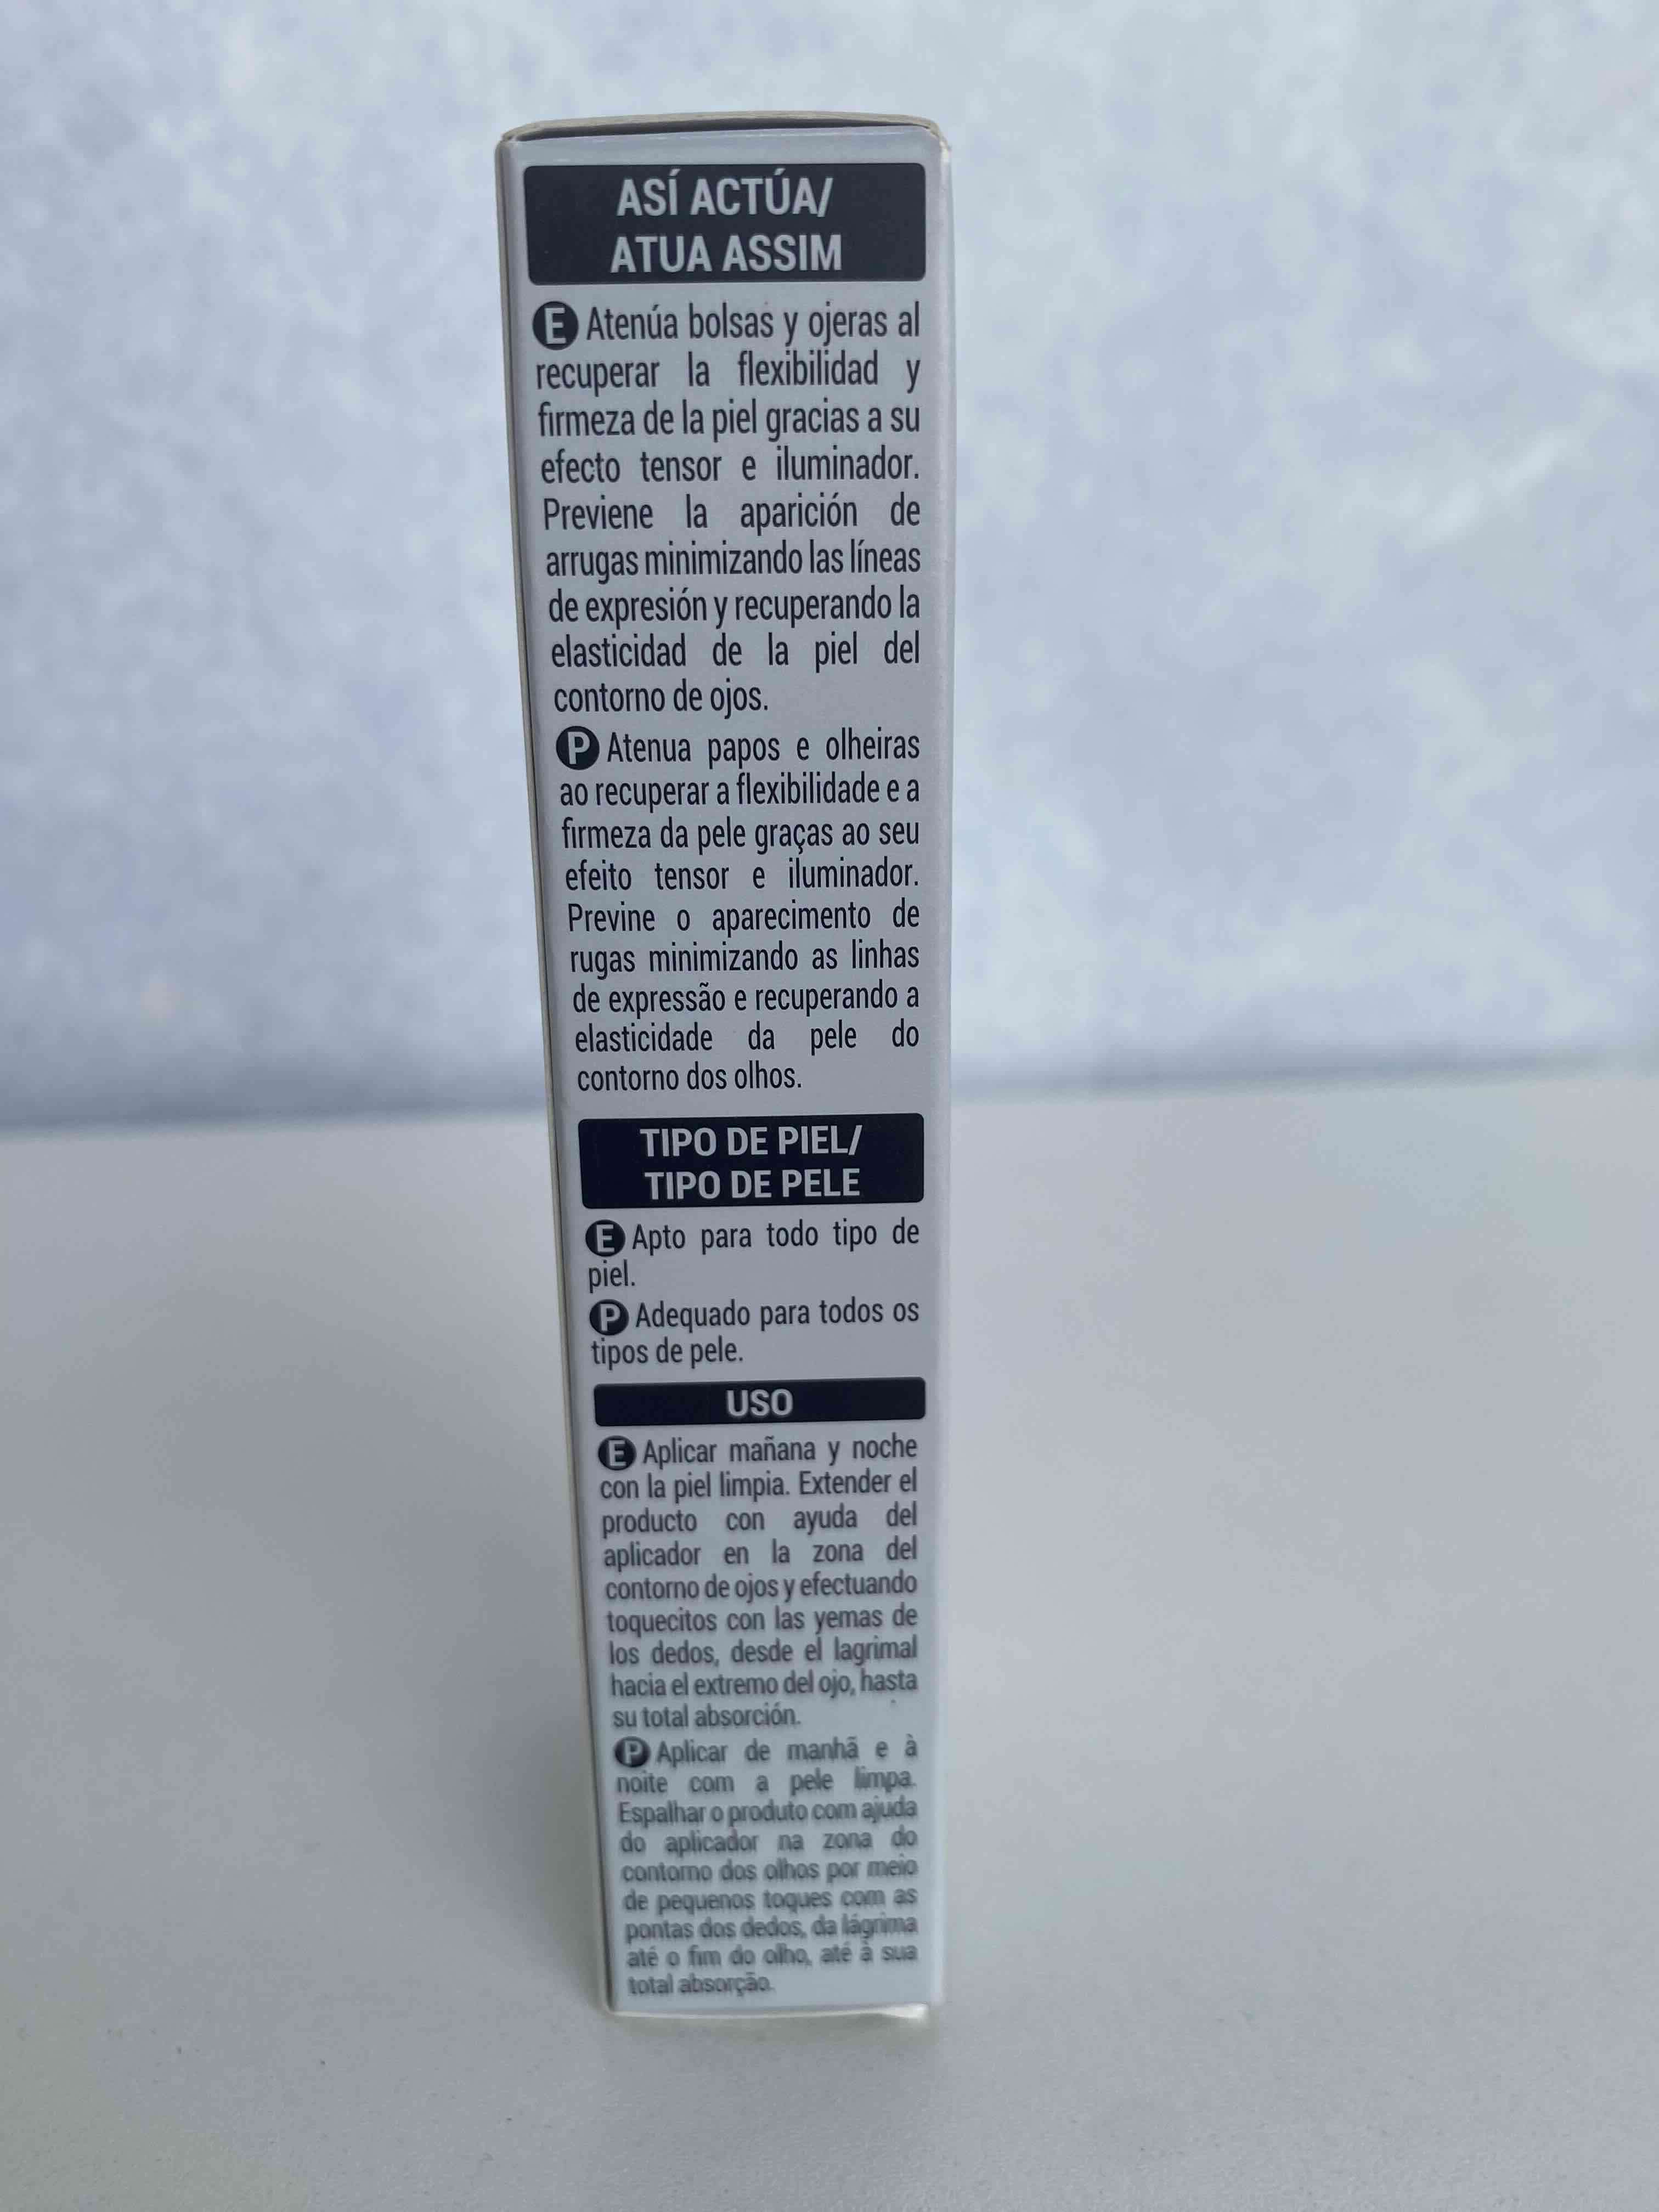 ASÍ ACTÚA/
ATUA ASSIM
E Atenúa bolsas y ojeras al
recuperar la flexibilidad y
firmeza de la piel gracias a su
efecto tensor e iluminador.
Previene la aparición de
arrugas minimizando las líneas
de expresión y recuperando la
elasticidad de la piel del
contorno de ojos.
P Atenua papos e olheiras
ao recuperar a flexibilidade e a
firmeza da pele graças ao seu
efeito tensor e iluminador.
Previne o aparecimento de
rugas minimizando as linhas
de expressão e recuperando a
elasticidade da pele do
contorno dos olhos.
TIPO DE PIEL/
TIPO DE PELE
E Apto para todo tipo de
piel.
P Adequado para todos os
tipos de pele.
USO
E Aplicar mañana y noche
con la piel limpia. Extender el
producto con ayuda del
aplicador en la zona del
contorno de ojos y efectuando
toquecitos con las yemas de
los dedos, desde el lagrimal
hacia el extremo del ojo, hasta
su total absorción.
P Aplicar de manhã e à
noite com a pele limpa.
Espalhar o produto com ajuda
do aplicador na zona do
contorno dos olhos por meio
de pequenos toques com as
pontas dos dedos, da lágrima
até o fim do olho, até à sua
total absorção.